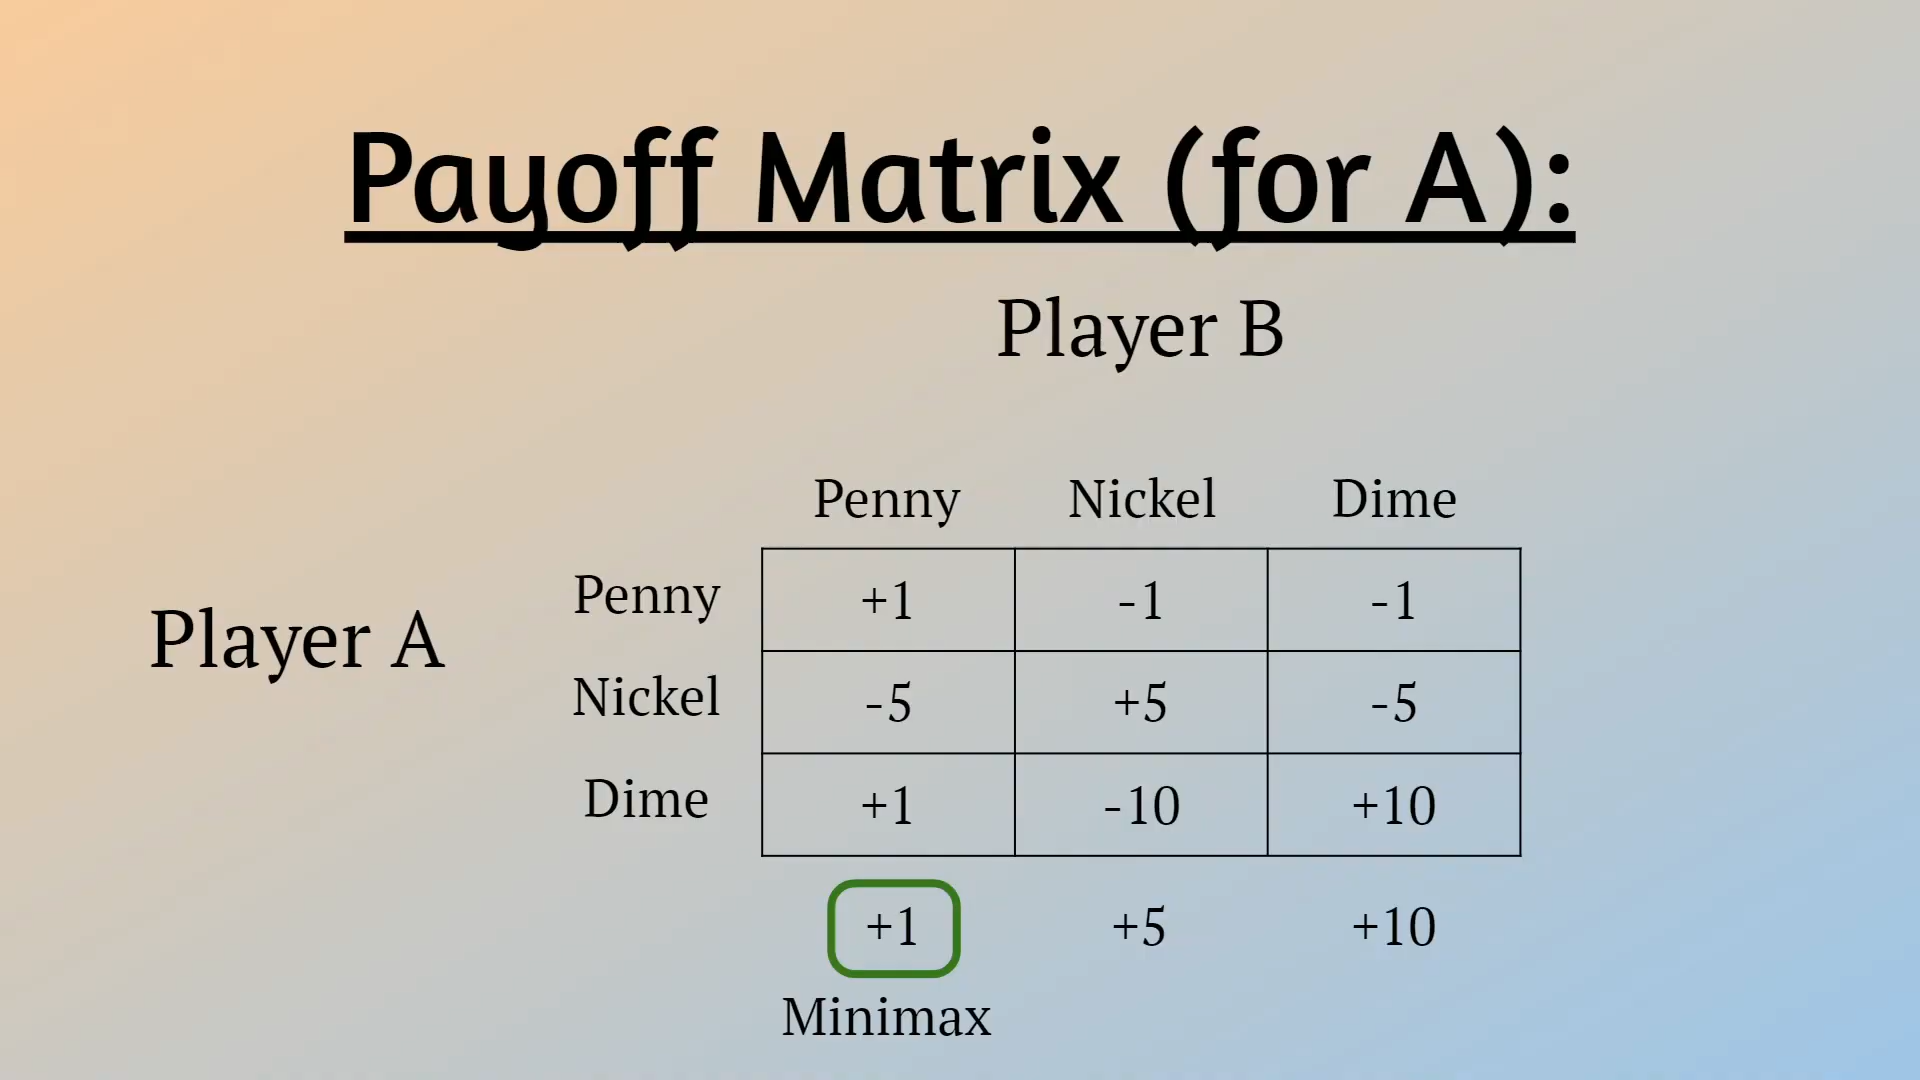 Payoff Matrix (for A):
Player B
Penny Nickel Dime
Player A
Penny +1 -1 -1
Nickel -5 +5 -5
Dime +1 -10 +10
+1 +5 +10
Minimax